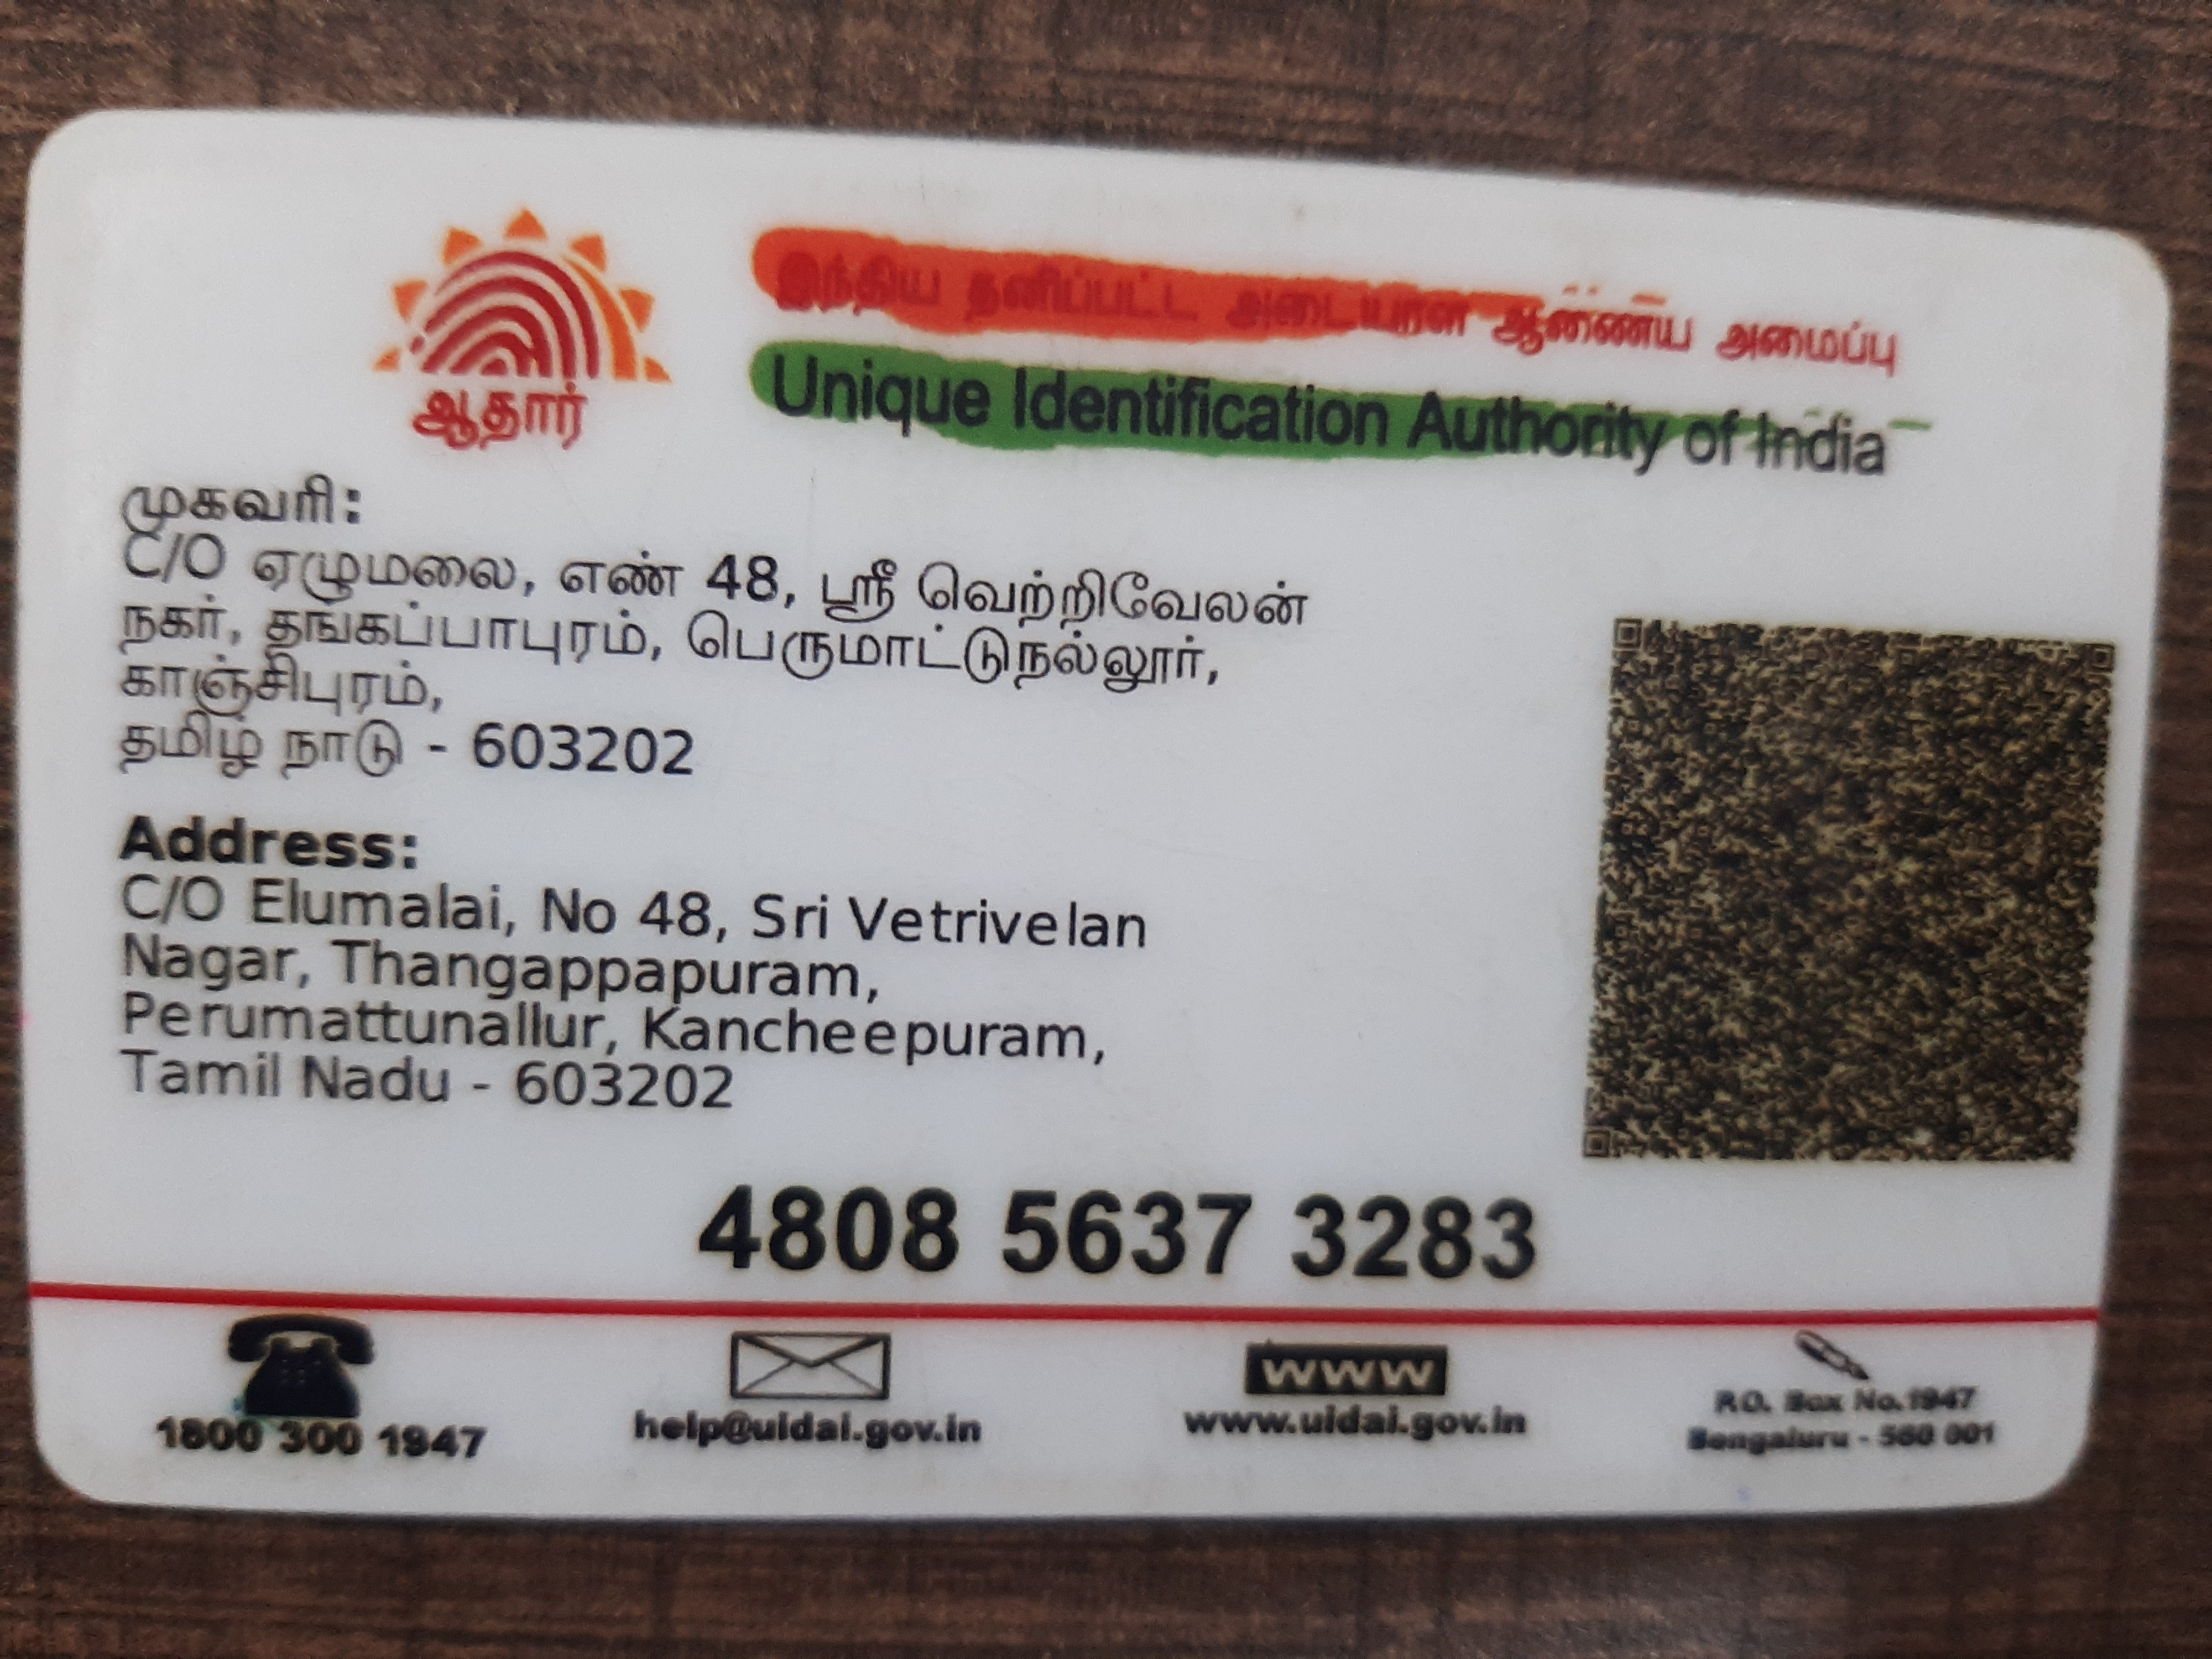 ஆதார்
இந்திய தனிப்பட்ட அடையாள ஆணைய அமைப்பு
Unique Identification Authority of India
முகவரி:
C/O ஏழுமலை, எண் 48, ஸ்ரீ வெற்றிவேலன்
நகர், தங்கப்பாபுரம், பெருமாட்டுநல்லூர்,
காஞ்சிபுரம்,
தமிழ் நாடு - 603202
Address:
C/O Elumalai, No 48, Sri Vetrivelan
Nagar, Thangappapuram,
Perumattunallur, Kancheepuram,
Tamil Nadu - 603202
4808 5637 3283
1800 300 1947
help@uidai.gov.in
www
www.uidai.gov.in
P.O. Box No.1947
Bengaluru - 560 001